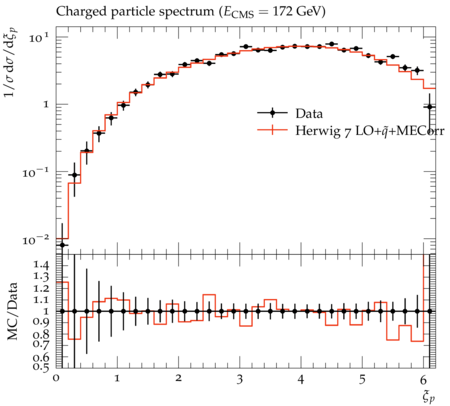 Charged particle spectrum (E_CMS = 172 GeV)
1/σ dσ/dξ_p
10¹
1
10⁻¹
10⁻²
Data
Herwig 7 LO+q̃+MECorr
MC/Data
1.4
1.3
1.2
1.1
1
0.9
0.8
0.7
0.6
0.5
0 1 2 3 4 5 6
ξ_p